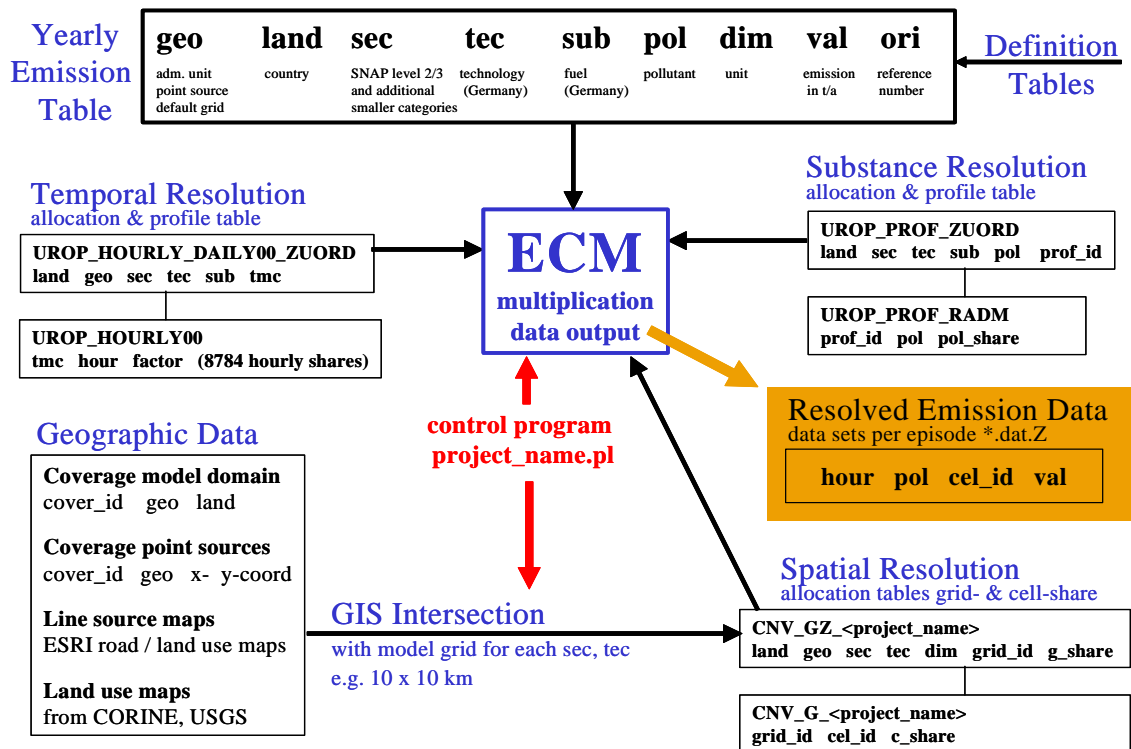 Yearly
Emission
Table
geo land sec tec sub pol dim val ori
adm. unit
point source
default grid
country
SNAP level 2/3
and additional
smaller categories
technology
(Germany)
fuel
(Germany)
pollutant
unit
emission
in t/a
reference
number
Definition
Tables
Temporal Resolution
allocation & profile table
UROP_HOURLY_DAILY00_ZUORD
land geo sec tec sub tmc
UROP_HOURLY00
tmc hour factor (8784 hourly shares)
ECM
multiplication
data output
Substance Resolution
allocation & profile table
UROP_PROF_ZUORD
land sec tec sub pol prof_id
UROP_PROF_RADM
prof_id pol pol_share
control program
project_name.pl
Resolved Emission Data
data sets per episode *.dat.Z
hour pol cel_id val
Geographic Data
Coverage model domain
cover_id geo land
Coverage point sources
cover_id geo x- y-coord
Line source maps
ESRI road / land use maps
Land use maps
from CORINE, USGS
GIS Intersection
with model grid for each sec, tec
e.g. 10 x 10 km
Spatial Resolution
allocation tables grid- & cell-share
CNV_GZ_<project_name>
land geo sec tec dim grid_id g_share
CNV_G_<project_name>
grid_id cel_id c_share